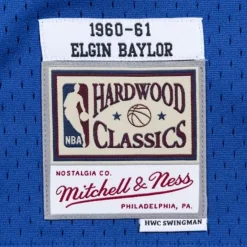 1960-61
ELGIN BAYLOR
HARDWOOD
NBA
CLASSICS
NOSTALGIA CO.
Mitchell & Ness
PHILADELPHIA, PA.
HWC SWINGMAN